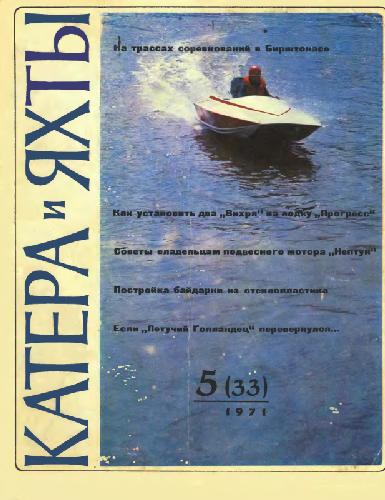 КАТЕРА и ЯХТЫ
На трассах соревнований в Бирштонасе
Как установить два „Вихря“ на лодку „Прогресс“
Советы владельцам подвесного мотора „Нептун“
Постройка байдарки из стеклопластика
Если „Летучий Голландец“ перевернулся...
5 (33)
1971